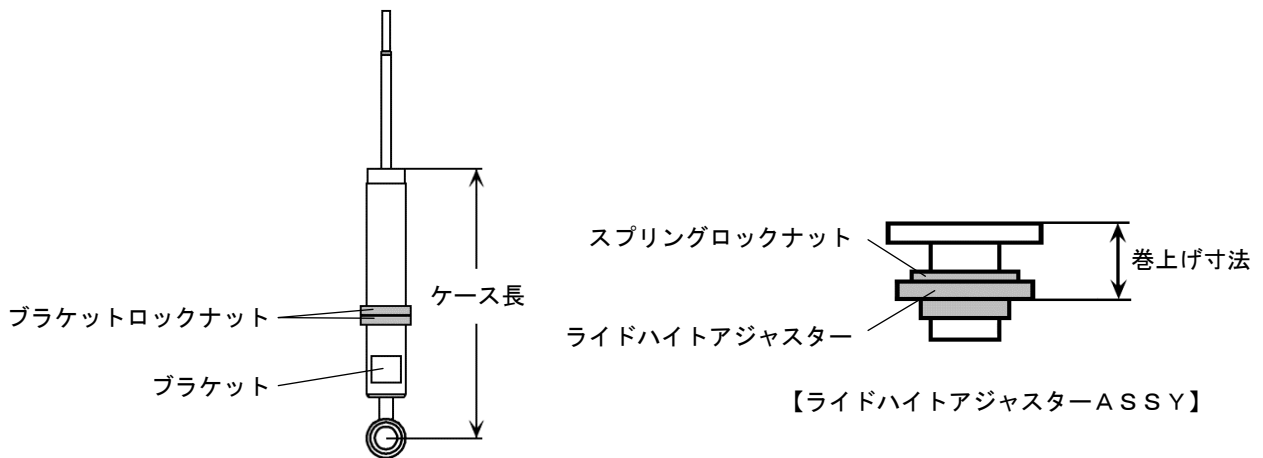 ケース長
ブラケットロックナット
ブラケット
スプリングロックナット
巻上げ寸法
ライドハイトアジャスター
【ライドハイトアジャスターＡＳＳＹ】